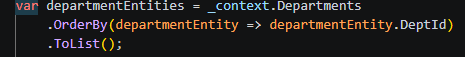 var departmentEntities = _context.Departments
.OrderBy(departmentEntity => departmentEntity.DeptId)
.ToList();